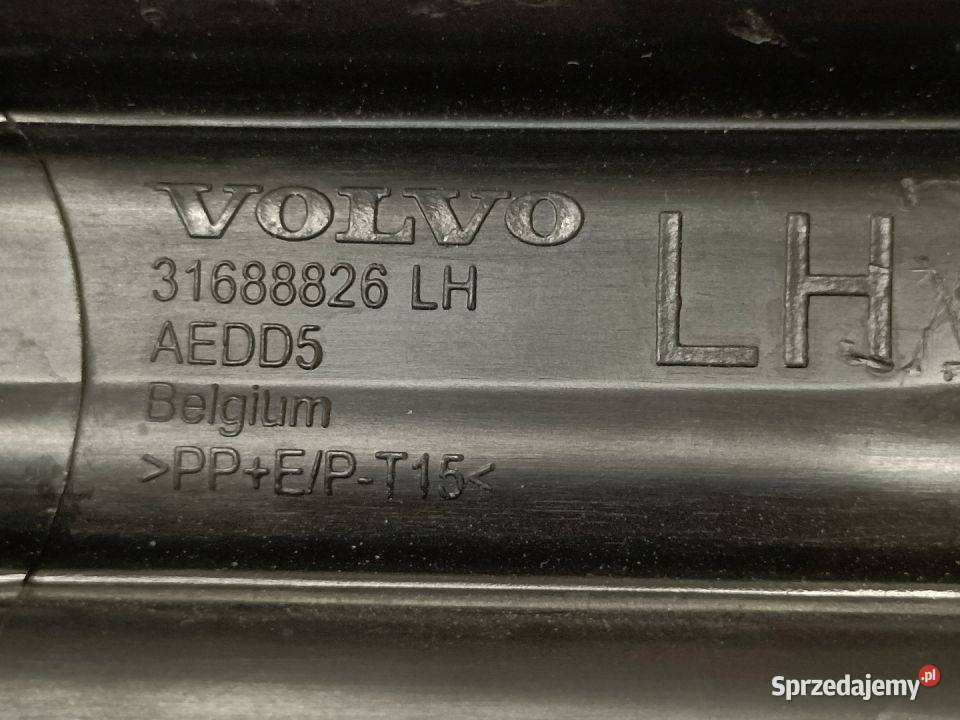 VOLVO
31688826 LH
LH
AEDD5
Belgium
>PP+E/P-T15<
Sprzedajemy.pl